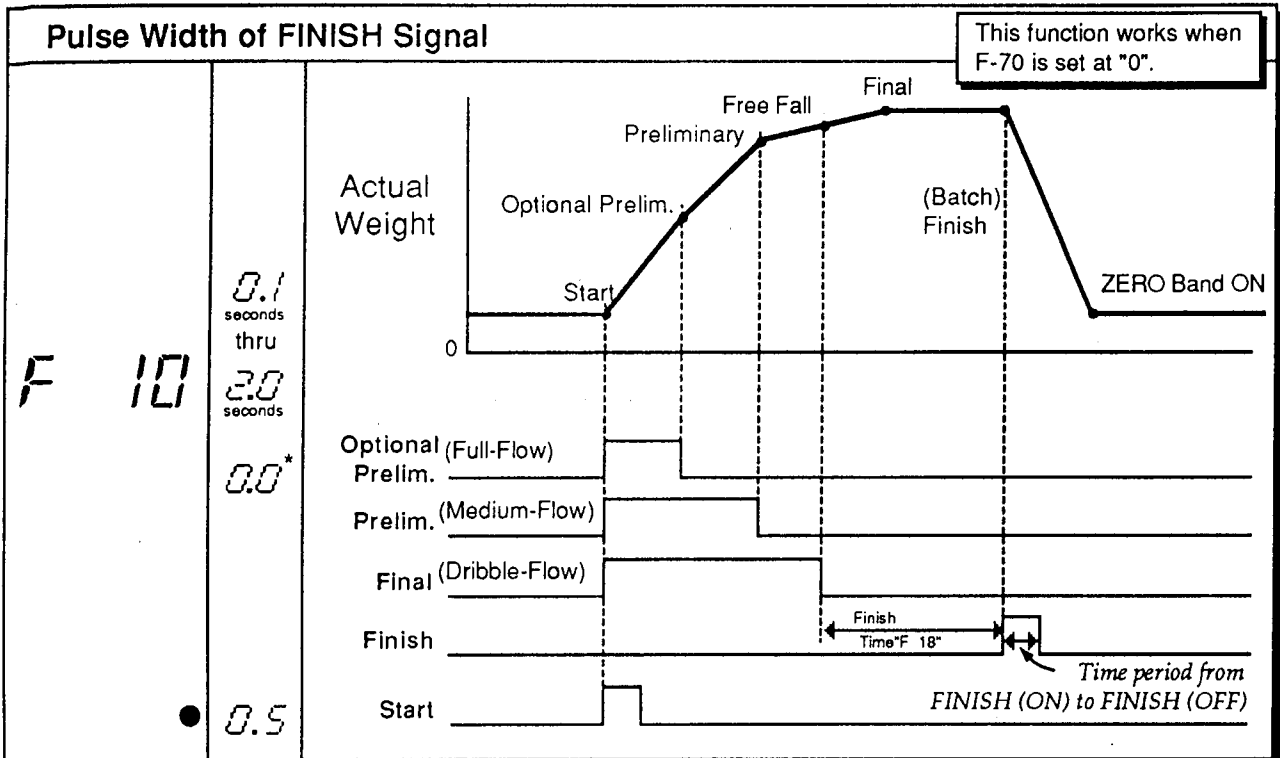 Pulse Width of FINISH Signal
This function works when
F-70 is set at "0".
F 10
0.1
seconds
thru
2.0
seconds
0.0*
● 0.5
Actual
Weight
0
Start
Optional Prelim.
Preliminary
Free Fall
Final
(Batch)
Finish
ZERO Band ON
Optional (Full-Flow)
Prelim.
Prelim. (Medium-Flow)
Final (Dribble-Flow)
Finish
Finish
Time"F 18"
Time period from
FINISH (ON) to FINISH (OFF)
Start